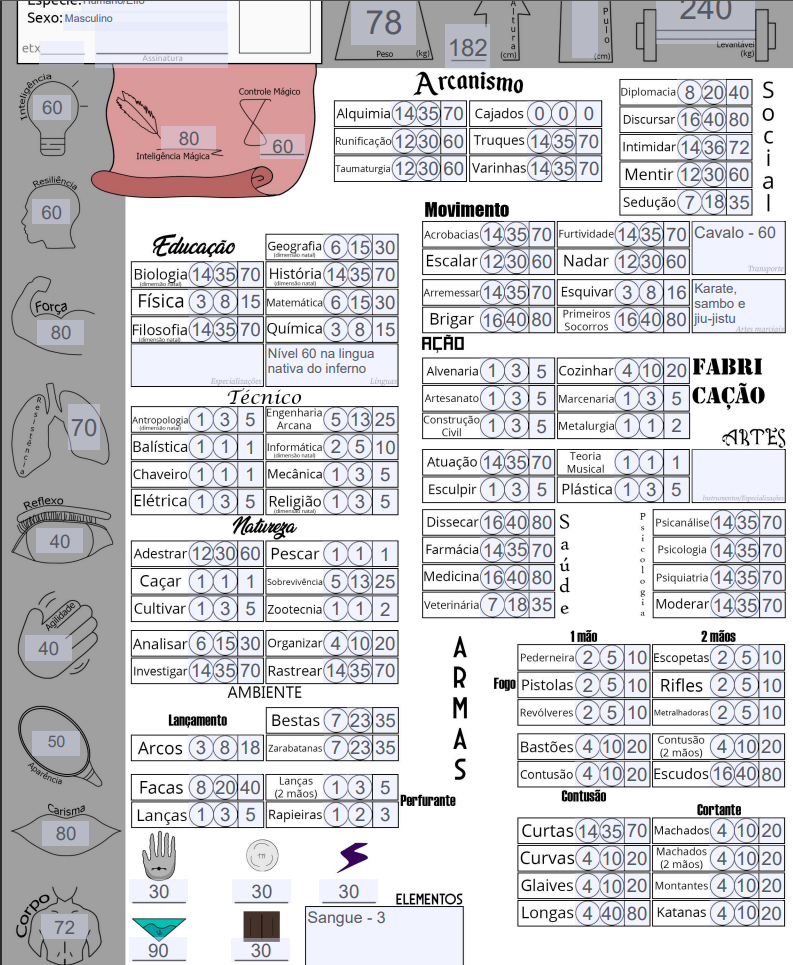 Espécie: Humano/Elfo
Sexo: Masculino
etx
Assinatura
78
Peso (kg)
182
Altura (cm)
Pulo (cm)
240
Levantável (kg)
Inteligência
60
Resiliência
60
Força
80
Resistência
70
Reflexo
40
Agilidade
40
50
Aparência
Carisma
80
Corpo
72
80
Inteligência Mágica
Controle Mágico
60
Arcanismo
Alquimia 14 35 70 Cajados 0 0 0
Runificação 12 30 60 Truques 14 35 70
Taumaturgia 12 30 60 Varinhas 14 35 70
Social
Diplomacia 8 20 40
Discursar 16 40 80
Intimidar 14 36 72
Mentir 12 30 60
Sedução 7 18 35
Educação
Geografia 6 15 30
(dimensão natal)
Biologia 14 35 70 História 14 35 70
(dimensão natal) (dimensão natal)
Física 3 8 15 Matemática 6 15 30
Filosofia 14 35 70 Química 3 8 15
(dimensão natal)
Especializações
Nível 60 na lingua
nativa do inferno
Línguas
Movimento
Acrobacias 14 35 70 Furtividade 14 35 70
Escalar 12 30 60 Nadar 12 30 60
Cavalo - 60
Transporte
Arremessar 14 35 70 Esquivar 3 8 16
Brigar 16 40 80 Primeiros Socorros 16 40 80
Karate,
sambo e
jiu-jistu
Artes marciais
AÇÃO
Técnico
Antropologia 1 3 5 Engenharia Arcana 5 13 25
(dimensão natal)
Balística 1 1 1 Informática 2 5 10
(dimensão natal)
Chaveiro 1 1 1 Mecânica 1 3 5
Elétrica 1 3 5 Religião 1 3 5
(dimensão natal)
FABRICAÇÃO
Alvenaria 1 3 5 Cozinhar 4 10 20
Artesanato 1 3 5 Marcenaria 1 3 5
Construção Civil 1 3 5 Metalurgia 1 1 2
ARTES
Atuação 14 35 70 Teoria Musical 1 1 1
Esculpir 1 3 5 Plástica 1 3 5
Instrumento/Especializações
Natureza
Adestrar 12 30 60 Pescar 1 1 1
Caçar 1 1 1 Sobrevivência 5 13 25
Cultivar 1 3 5 Zootecnia 1 1 2
Saúde
Dissecar 16 40 80
Farmácia 14 35 70
Medicina 16 40 80
Veterinária 7 18 35
Psicologia
Psicanálise 14 35 70
Psicologia 14 35 70
Psiquiatria 14 35 70
Moderar 14 35 70
Analisar 6 15 30 Organizar 4 10 20
Investigar 14 35 70 Rastrear 14 35 70
AMBIENTE
ARMAS
Lançamento
Bestas 7 23 35
Arcos 3 8 18 Zarabatanas 7 23 35
Facas 8 20 40 Lanças (2 mãos) 1 3 5
Lanças 1 3 5 Rapieiras 1 2 3
Perfurante
1 mão 2 mãos
Fogo
Pederneira 2 5 10 Escopetas 2 5 10
Pistolas 2 5 10 Rifles 2 5 10
Revólveres 2 5 10 Metralhadoras 2 5 10
Bastões 4 10 20 Contusão (2 mãos) 4 10 20
Contusão 4 10 20 Escudos 16 40 80
Contusão
Cortante
Curtas 14 35 70 Machados 4 10 20
Curvas 4 10 20 Machados (2 mãos) 4 10 20
Glaives 4 10 20 Montantes 4 10 20
Longas 4 40 80 Katanas 4 10 20
30 30 30
90 30
ELEMENTOS
Sangue - 3